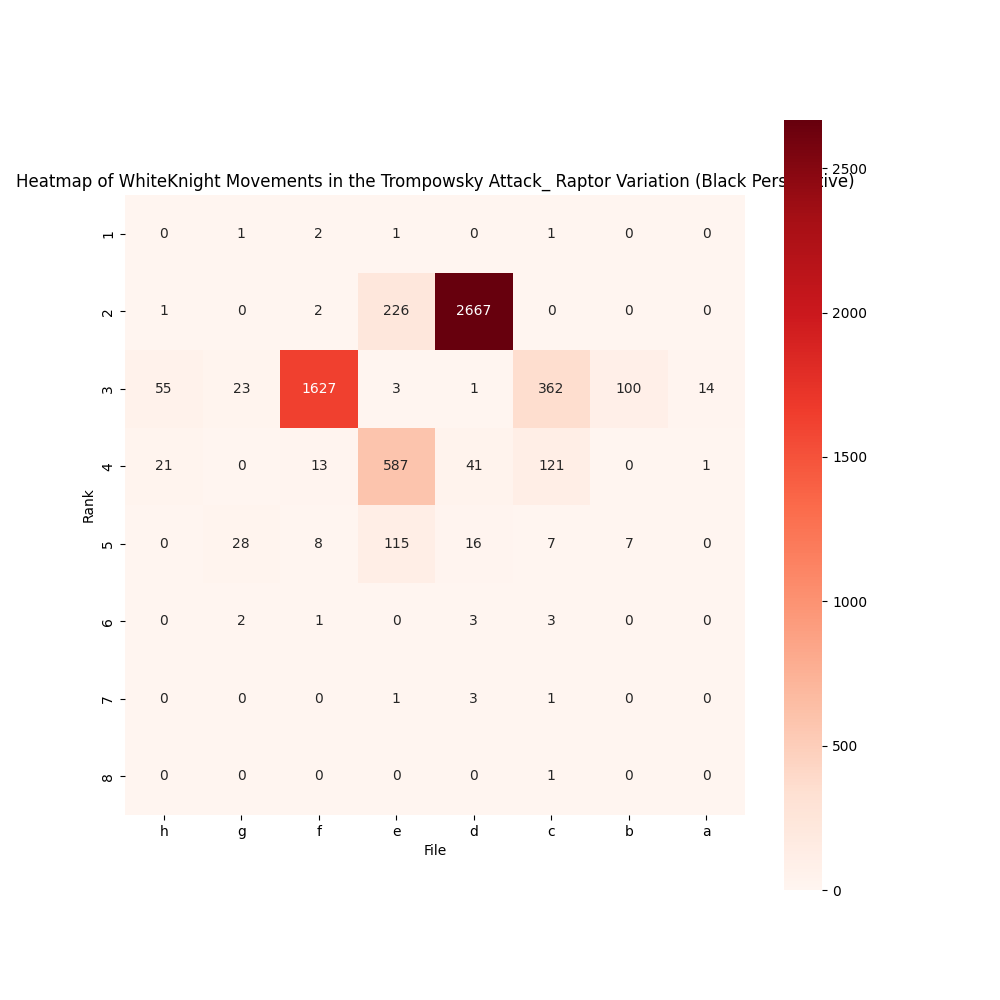 Heatmap of WhiteKnight Movements in the Trompowsky Attack_ Raptor Variation (Black Perspective)
2500
1 0 1 2 1 0 1 0 0
2 1 0 2 226 2667 0 0 0
2000
3 55 23 1627 3 1 362 100 14
1500
4 21 0 13 587 41 121 0 1
Rank
5 0 28 8 115 16 7 7 0
1000
6 0 2 1 0 3 3 0 0
7 0 0 0 1 3 1 0 0
500
8 0 0 0 0 0 1 0 0
h g f e d c b a
File
0